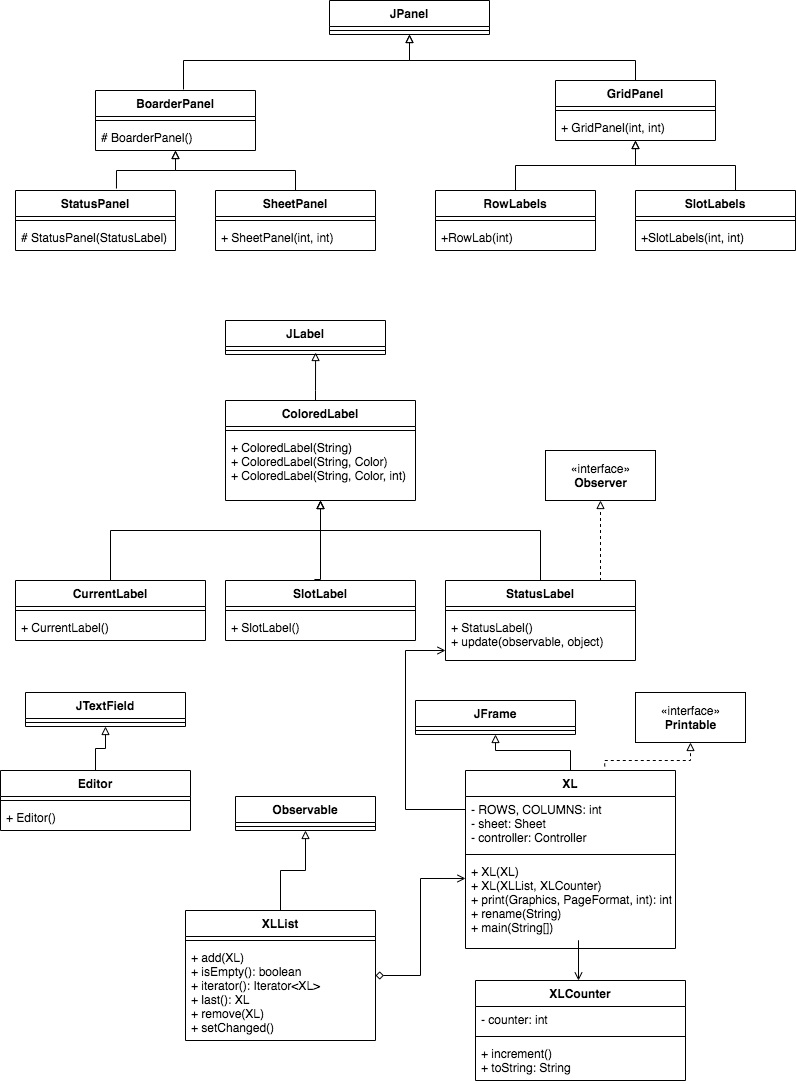 JPanel
BoarderPanel
# BoarderPanel()
GridPanel
+ GridPanel(int, int)
StatusPanel
# StatusPanel(StatusLabel)
SheetPanel
+ SheetPanel(int, int)
RowLabels
+RowLab(int)
SlotLabels
+SlotLabels(int, int)
JLabel
ColoredLabel
+ ColoredLabel(String)
+ ColoredLabel(String, Color)
+ ColoredLabel(String, Color, int)
«interface»
Observer
CurrentLabel
+ CurrentLabel()
SlotLabel
+ SlotLabel()
StatusLabel
+ StatusLabel()
+ update(observable, object)
JTextField
JFrame
«interface»
Printable
Editor
+ Editor()
Observable
XL
- ROWS, COLUMNS: int
- sheet: Sheet
- controller: Controller
+ XL(XL)
+ XL(XLList, XLCounter)
+ print(Graphics, PageFormat, int): int
+ rename(String)
+ main(String[])
XLList
+ add(XL)
+ isEmpty(): boolean
+ iterator(): Iterator<XL>
+ last(): XL
+ remove(XL)
+ setChanged()
XLCounter
- counter: int
+ increment()
+ toString: String